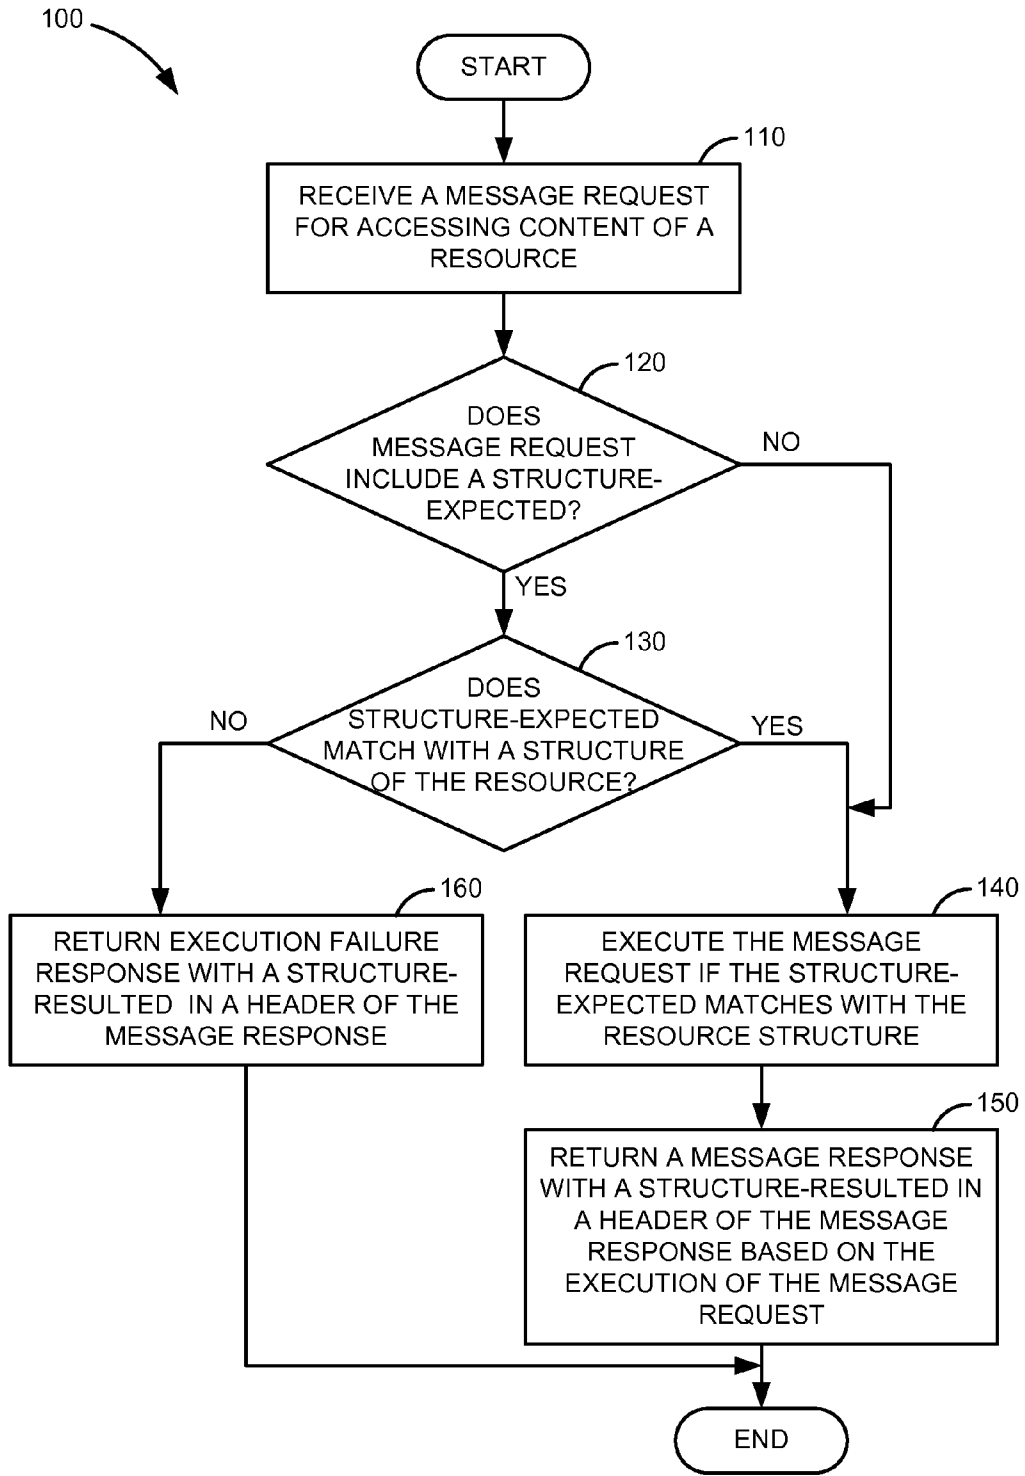 100
START
110
RECEIVE A MESSAGE REQUEST
FOR ACCESSING CONTENT OF A
RESOURCE
120
DOES
MESSAGE REQUEST
INCLUDE A STRUCTURE-
EXPECTED?
NO
YES
130
DOES
STRUCTURE-EXPECTED
MATCH WITH A STRUCTURE
OF THE RESOURCE?
NO
YES
160
RETURN EXECUTION FAILURE
RESPONSE WITH A STRUCTURE-
RESULTED IN A HEADER OF THE
MESSAGE RESPONSE
140
EXECUTE THE MESSAGE
REQUEST IF THE STRUCTURE-
EXPECTED MATCHES WITH THE
RESOURCE STRUCTURE
150
RETURN A MESSAGE RESPONSE
WITH A STRUCTURE-RESULTED IN
A HEADER OF THE MESSAGE
RESPONSE BASED ON THE
EXECUTION OF THE MESSAGE
REQUEST
END